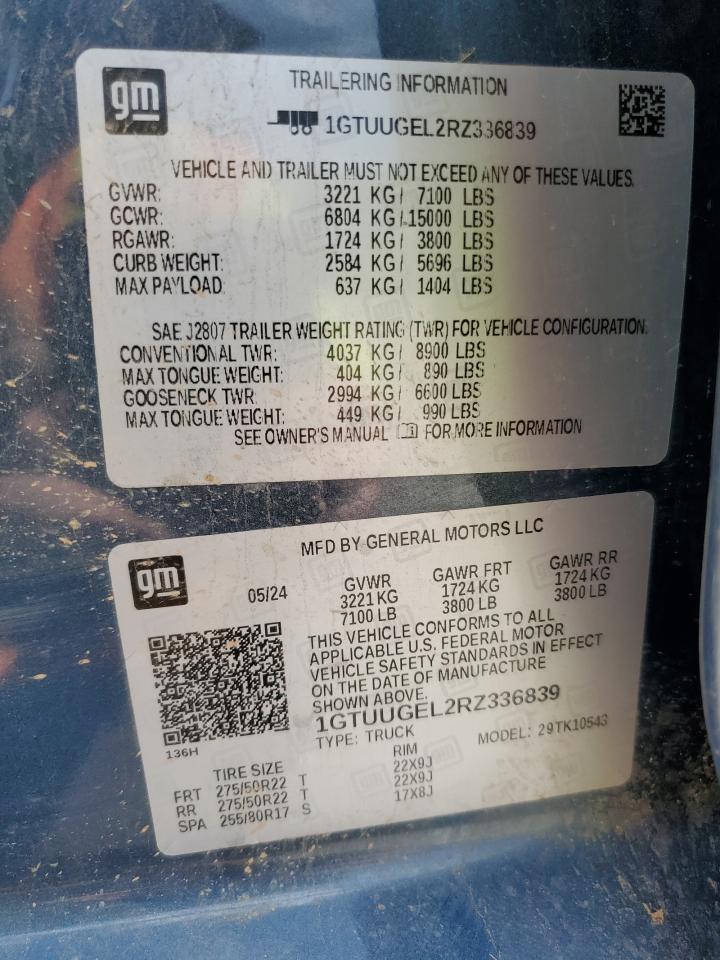 gm
TRAILERING INFORMATION
1GTUUGEL2RZ336839
VEHICLE AND TRAILER MUST NOT EXCEED ANY OF THESE VALUES.
GVWR: 3221 KG / 7100 LBS
GCWR: 6804 KG / 15000 LBS
RGAWR: 1724 KG / 3800 LBS
CURB WEIGHT: 2584 KG / 5696 LBS
MAX PAYLOAD: 637 KG / 1404 LBS
SAE J2807 TRAILER WEIGHT RATING (TWR) FOR VEHICLE CONFIGURATION.
CONVENTIONAL TWR: 4037 KG / 8900 LBS
MAX TONGUE WEIGHT: 404 KG / 890 LBS
GOOSENECK TWR: 2994 KG / 6600 LBS
MAX TONGUE WEIGHT: 449 KG / 990 LBS
SEE OWNER'S MANUAL FOR MORE INFORMATION
gm
MFD BY GENERAL MOTORS LLC
05/24
GVWR GAWR FRT GAWR RR
3221 KG 1724 KG 1724 KG
7100 LB 3800 LB 3800 LB
THIS VEHICLE CONFORMS TO ALL
APPLICABLE U.S. FEDERAL MOTOR
VEHICLE SAFETY STANDARDS IN EFFECT
ON THE DATE OF MANUFACTURE
SHOWN ABOVE.
1GTUUGEL2RZ336839
TYPE: TRUCK MODEL: 29TK10543
136H
TIRE SIZE RIM
FRT 275/50R22 T 22X9J
RR 275/50R22 T 22X9J
SPA 255/80R17 S 17X8J